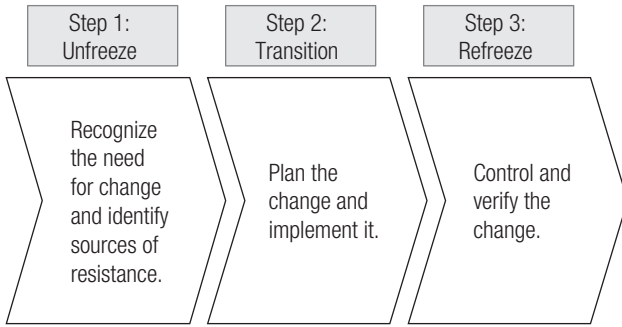 Step 1:
Unfreeze
Step 2:
Transition
Step 3:
Refreeze
Recognize
the need
for change
and identify
sources of
resistance.
Plan the
change and
implement it.
Control and
verify the
change.